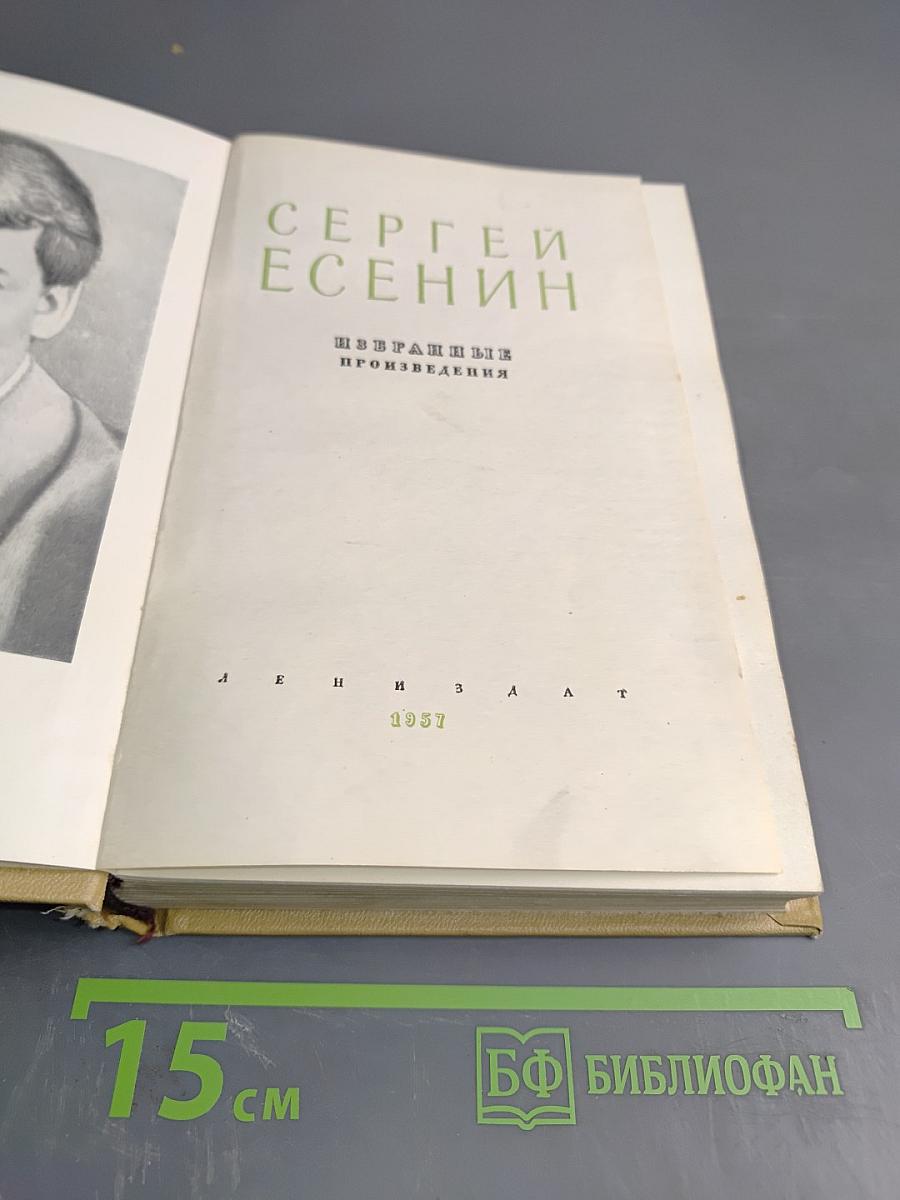 СЕРГЕЙ
ЕСЕНИН
ИЗБРАННЫЕ
ПРОИЗВЕДЕНИЯ
ЛЕНИЗДАТ
1957
15 см
БФ БИБЛИОФАН